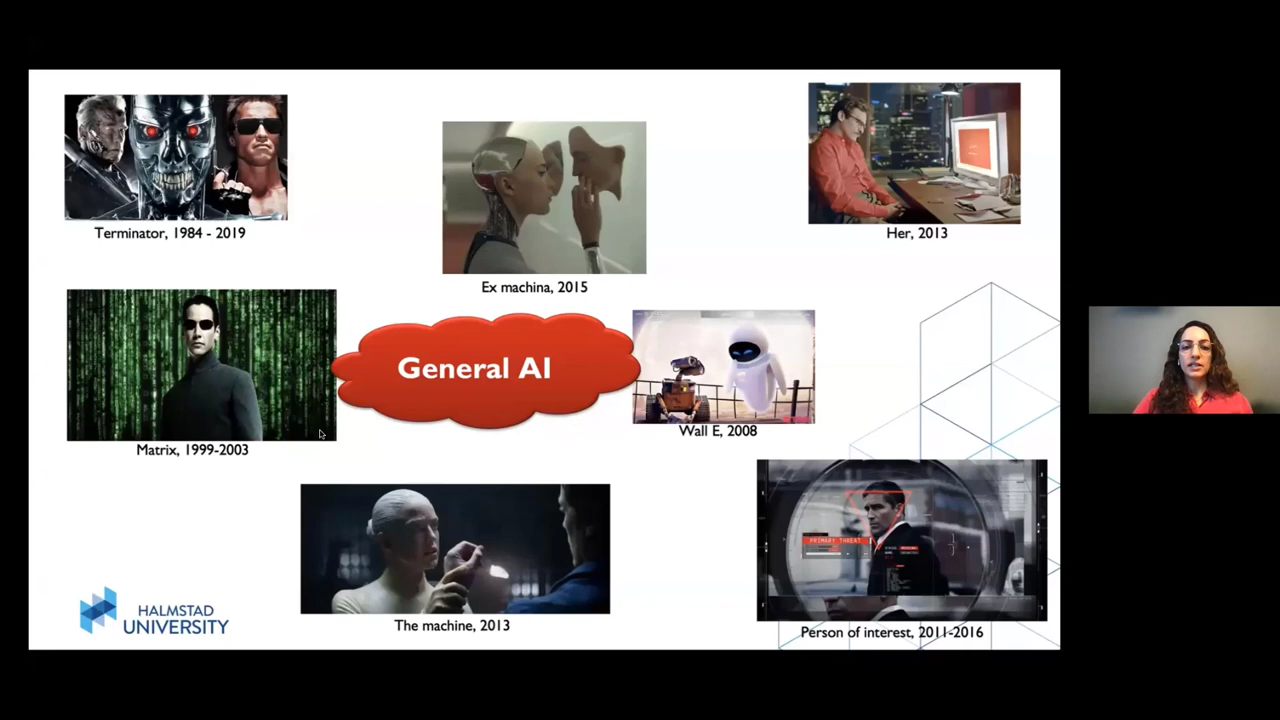 Terminator, 1984 - 2019
Ex machina, 2015
Her, 2013
General AI
Matrix, 1999-2003
Wall E, 2008
PRIMARY THREAT
The machine, 2013
Person of interest, 2011-2016
HALMSTAD
UNIVERSITY